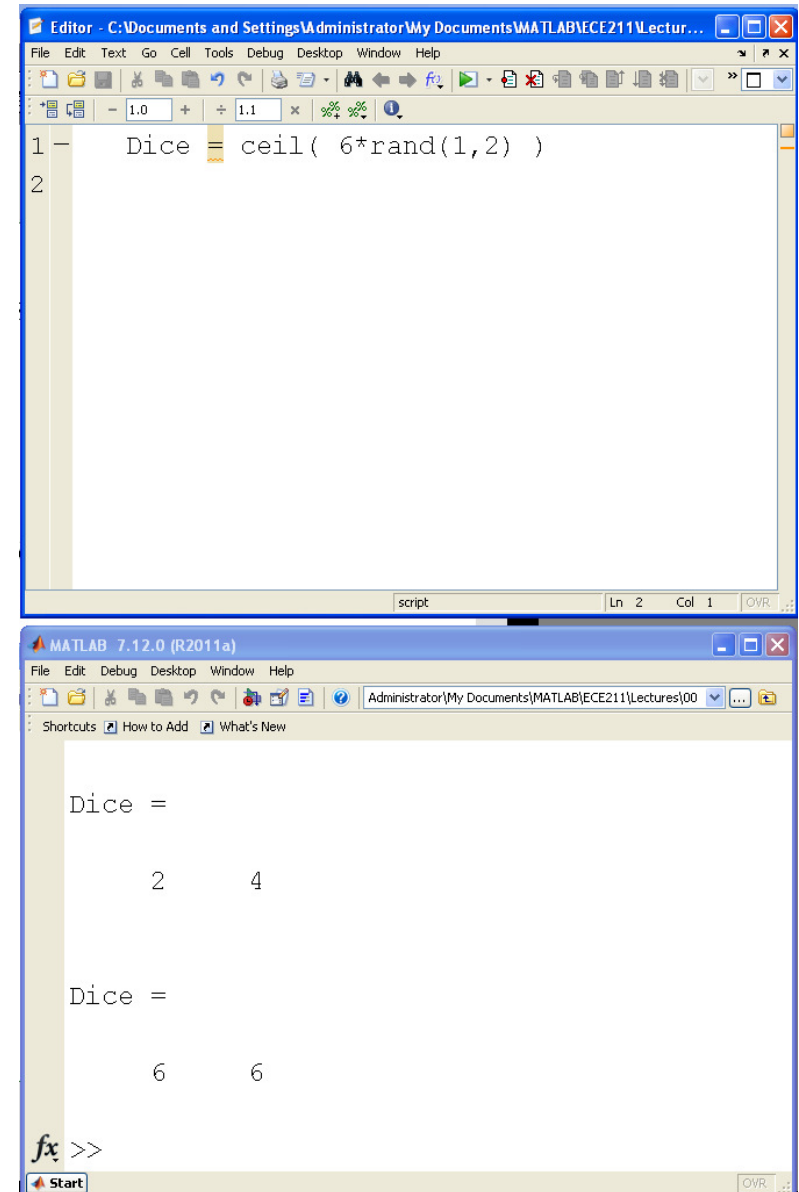 Editor - C:\Documents and Settings\Administrator\My Documents\MATLAB\ECE211\Lectur...
File Edit Text Go Cell Tools Debug Desktop Window Help
− 1.0 + ÷ 1.1 ×
1 − Dice = ceil( 6*rand(1,2) )
2
script Ln 2 Col 1 OVR
MATLAB 7.12.0 (R2011a)
File Edit Debug Desktop Window Help
Administrator\My Documents\MATLAB\ECE211\Lectures\00 ...
Shortcuts How to Add What's New
Dice =
2 4
Dice =
6 6
fx >>
Start OVR